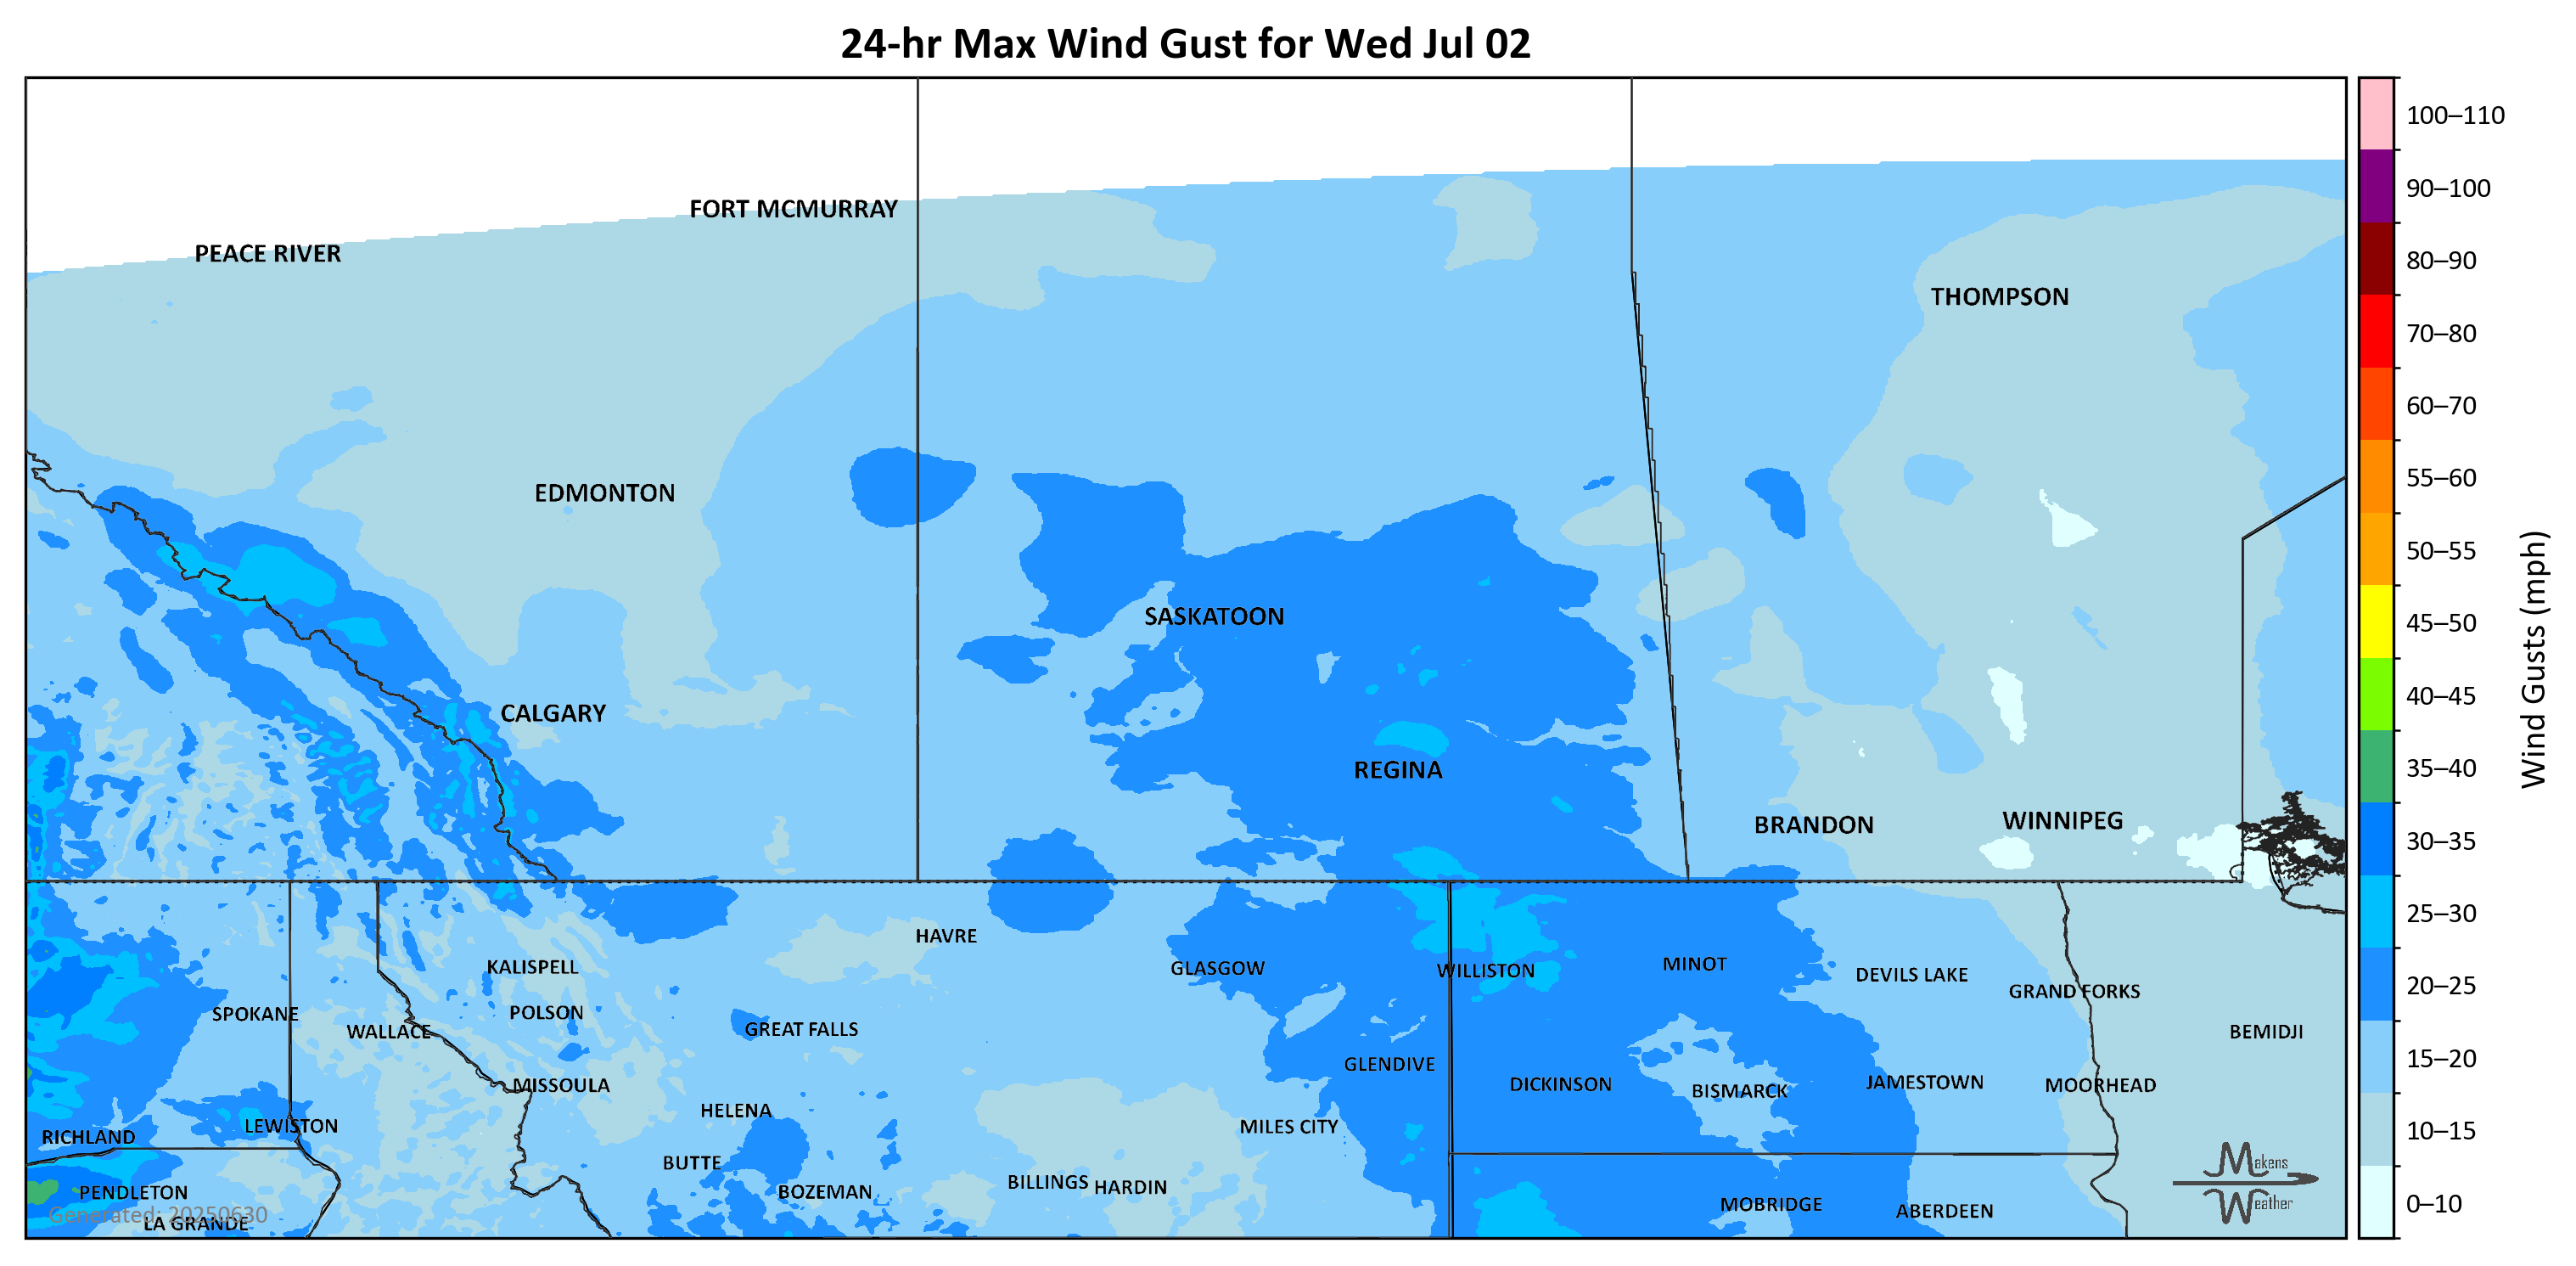 24-hr Max Wind Gust for Wed Jul 02
100–110
FORT MCMURRAY
90–100
PEACE RIVER
80–90
THOMPSON
70–80
60–70
55–60
EDMONTON
50–55
SASKATOON
45–50
Wind Gusts (mph)
40–45
CALGARY
35–40
REGINA
BRANDON
WINNIPEG
30–35
25–30
HAVRE
KALISPELL
GLASGOW
WILLISTON
MINOT
DEVILS LAKE
20–25
GRAND FORKS
SPOKANE
POLSON
WALLACE
GREAT FALLS
BEMIDJI
15–20
GLENDIVE
MISSOULA
DICKINSON
BISMARCK
JAMESTOWN
MOORHEAD
HELENA
LEWISTON
MILES CITY
10–15
RICHLAND
BUTTE
Makens
Weather
PENDLETON
BOZEMAN
BILLINGS
HARDIN
MOBRIDGE
ABERDEEN
0–10
Generated: 20250630
LA GRANDE